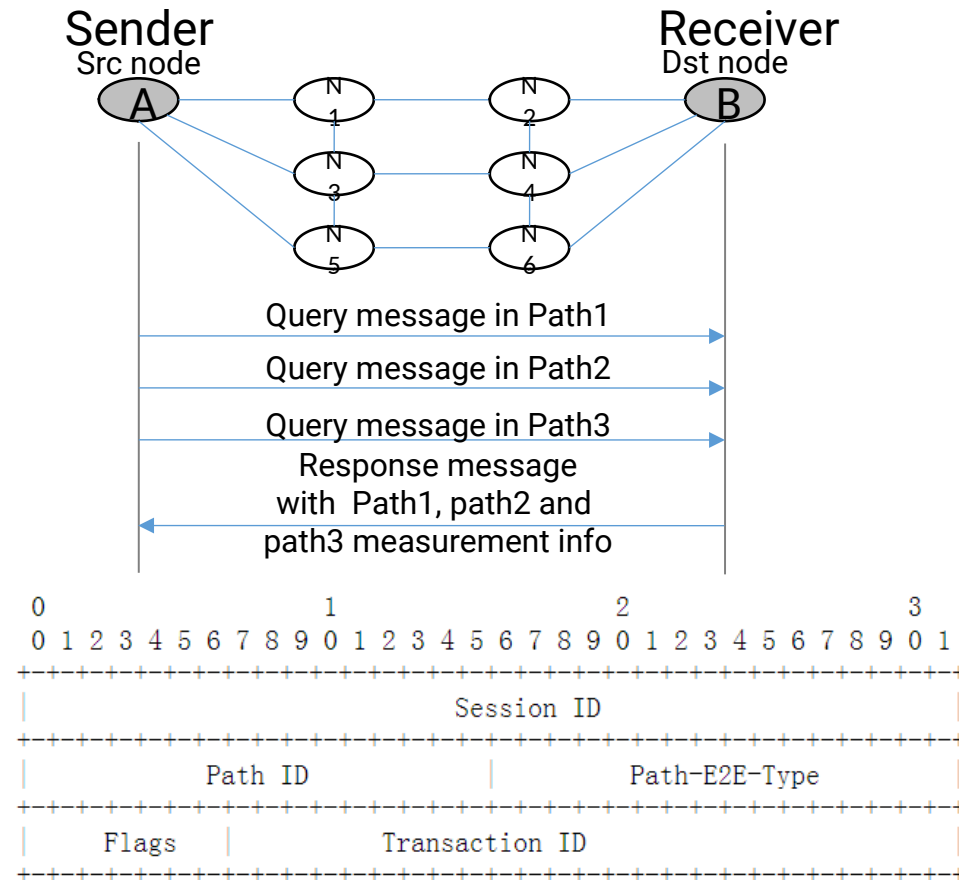 Sender
Receiver
Src node
Dst node
A
N
1
N
2
B
N
3
N
4
N
5
N
6
Query message in Path1
Query message in Path2
Query message in Path3
Response message
with Path1, path2 and
path3 measurement info
0 1 2 3
0 1 2 3 4 5 6 7 8 9 0 1 2 3 4 5 6 7 8 9 0 1 2 3 4 5 6 7 8 9 0 1
+-+-+-+-+-+-+-+-+-+-+-+-+-+-+-+-+-+-+-+-+-+-+-+-+-+-+-+-+-+-+-+-+
| Session ID |
+-+-+-+-+-+-+-+-+-+-+-+-+-+-+-+-+-+-+-+-+-+-+-+-+-+-+-+-+-+-+-+-+
| Path ID | Path-E2E-Type |
+-+-+-+-+-+-+-+-+-+-+-+-+-+-+-+-+-+-+-+-+-+-+-+-+-+-+-+-+-+-+-+-+
| Flags | Transaction ID |
+-+-+-+-+-+-+-+-+-+-+-+-+-+-+-+-+-+-+-+-+-+-+-+-+-+-+-+-+-+-+-+-+